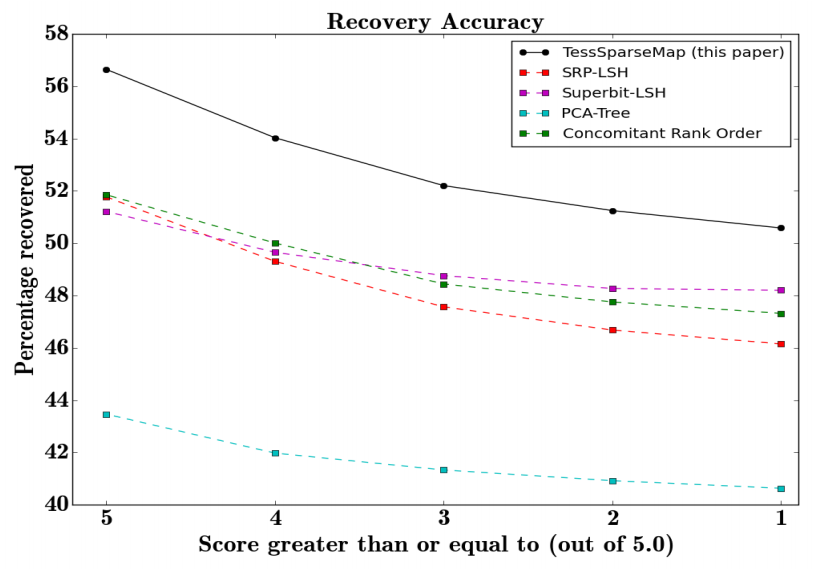 Recovery Accuracy
58
56
54
52
50
48
46
44
42
40
Percentage recovered
TessSparseMap (this paper)
SRP-LSH
Superbit-LSH
PCA-Tree
Concomitant Rank Order
5 4 3 2 1
Score greater than or equal to (out of 5.0)